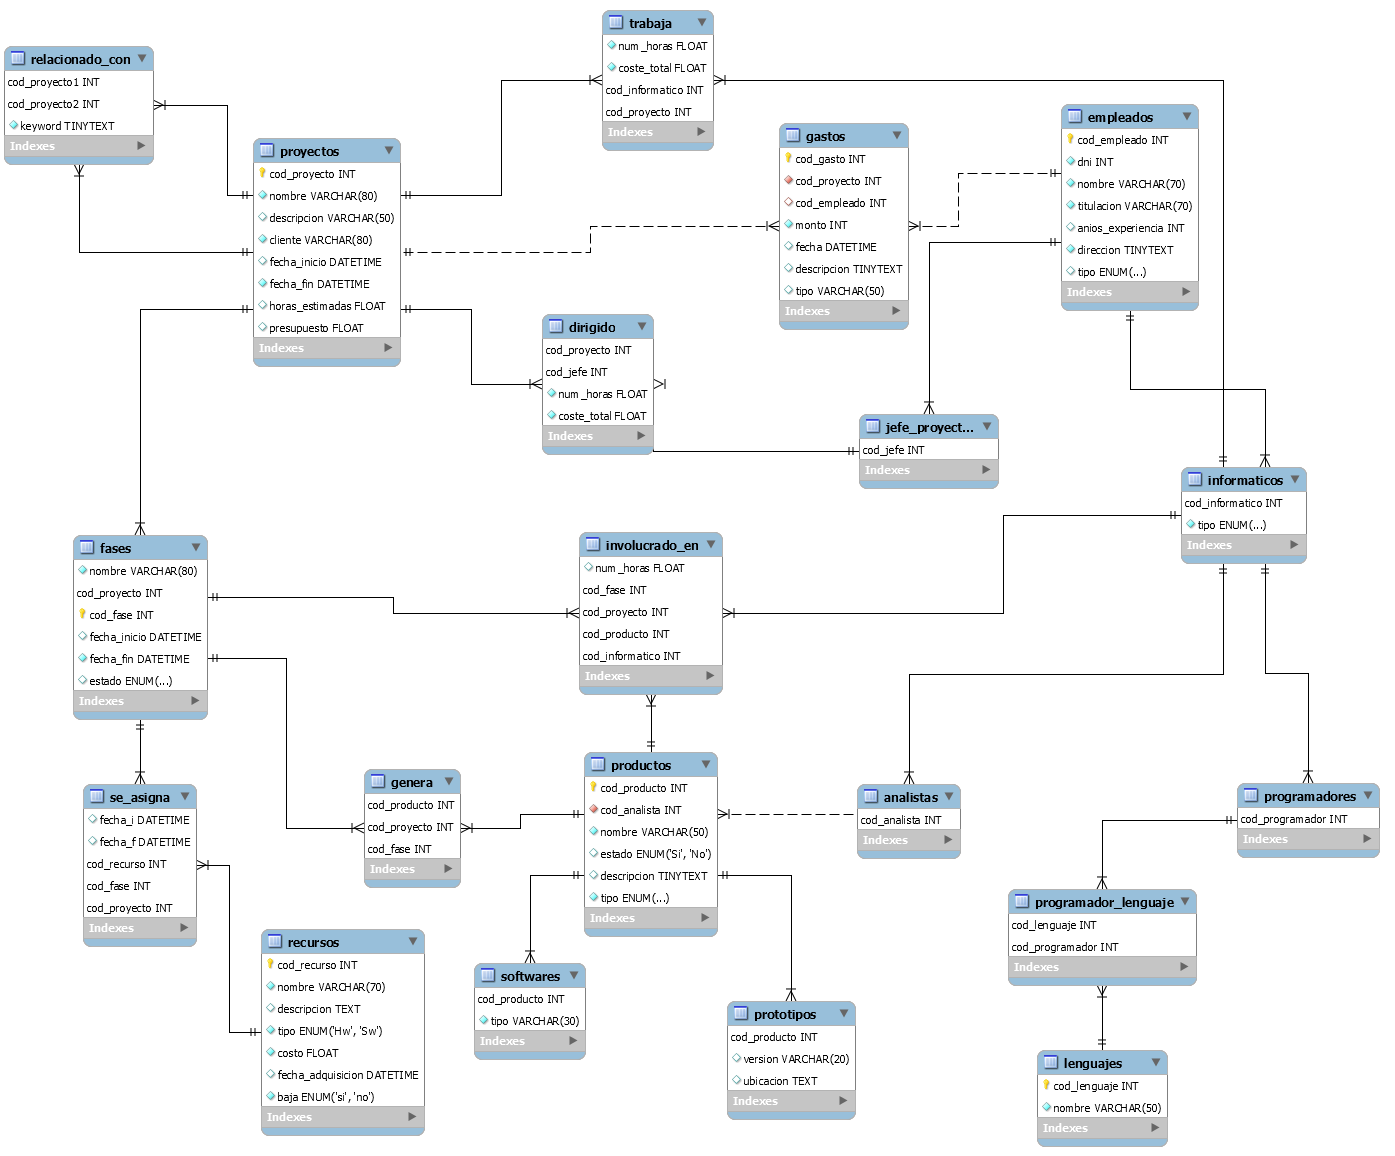 trabaja
num_horas FLOAT
coste_total FLOAT
cod_informatico INT
cod_proyecto INT
Indexes
relacionado_con
cod_proyecto1 INT
cod_proyecto2 INT
keyword TINYTEXT
Indexes
proyectos
cod_proyecto INT
nombre VARCHAR(80)
descripcion VARCHAR(50)
cliente VARCHAR(80)
fecha_inicio DATETIME
fecha_fin DATETIME
horas_estimadas FLOAT
presupuesto FLOAT
Indexes
gastos
cod_gasto INT
cod_proyecto INT
cod_empleado INT
monto INT
fecha DATETIME
descripcion TINYTEXT
tipo VARCHAR(50)
Indexes
empleados
cod_empleado INT
dni INT
nombre VARCHAR(70)
titulacion VARCHAR(70)
anios_experiencia INT
direccion TINYTEXT
tipo ENUM(...)
Indexes
dirigido
cod_proyecto INT
cod_jefe INT
num_horas FLOAT
coste_total FLOAT
Indexes
jefe_proyect...
cod_jefe INT
Indexes
informaticos
cod_informatico INT
tipo ENUM(...)
Indexes
fases
nombre VARCHAR(80)
cod_proyecto INT
cod_fase INT
fecha_inicio DATETIME
fecha_fin DATETIME
estado ENUM(...)
Indexes
involucrado_en
num_horas FLOAT
cod_fase INT
cod_proyecto INT
cod_producto INT
cod_informatico INT
Indexes
se_asigna
fecha_i DATETIME
fecha_f DATETIME
cod_recurso INT
cod_fase INT
cod_proyecto INT
Indexes
genera
cod_producto INT
cod_proyecto INT
cod_fase INT
Indexes
productos
cod_producto INT
cod_analista INT
nombre VARCHAR(50)
estado ENUM('Si', 'No')
descripcion TINYTEXT
tipo ENUM(...)
Indexes
analistas
cod_analista INT
Indexes
programadores
cod_programador INT
Indexes
programador_lenguaje
cod_lenguaje INT
cod_programador INT
Indexes
recursos
cod_recurso INT
nombre VARCHAR(70)
descripcion TEXT
tipo ENUM('Hw', 'Sw')
costo FLOAT
fecha_adquisicion DATETIME
baja ENUM('si', 'no')
Indexes
softwares
cod_producto INT
tipo VARCHAR(30)
Indexes
prototipos
cod_producto INT
version VARCHAR(20)
ubicacion TEXT
Indexes
lenguajes
cod_lenguaje INT
nombre VARCHAR(50)
Indexes